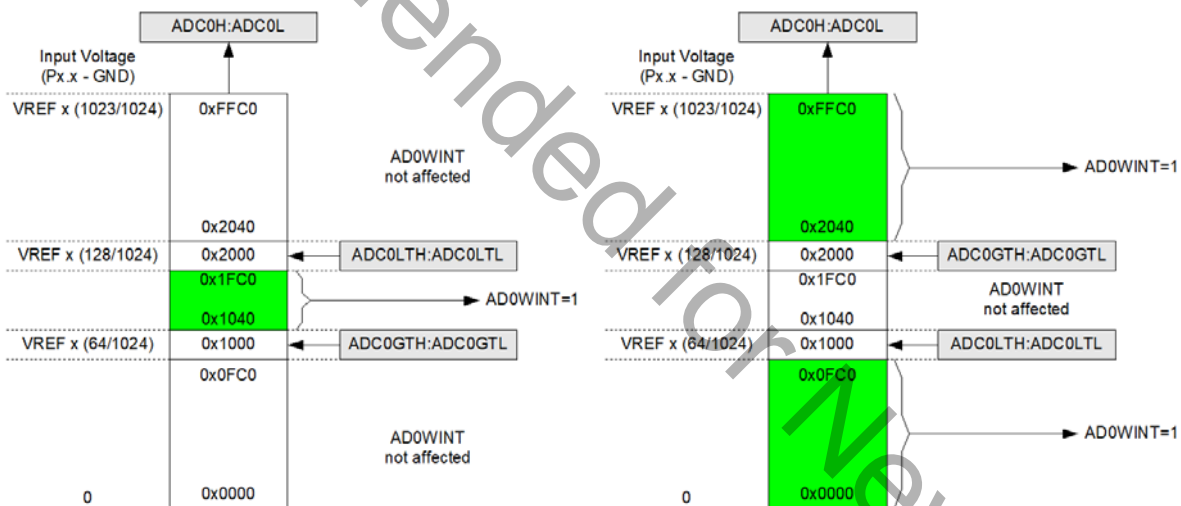 ADC0H:ADC0L
Input Voltage
(Px.x - GND)
VREF x (1023/1024)
0xFFC0
AD0WINT
not affected
0x2040
VREF x (128/1024)
0x2000
ADC0LTH:ADC0LTL
0x1FC0
AD0WINT=1
0x1040
VREF x (64/1024)
0x1000
ADC0GTH:ADC0GTL
0x0FC0
AD0WINT
not affected
0
0x0000
ADC0H:ADC0L
Input Voltage
(Px.x - GND)
VREF x (1023/1024)
0xFFC0
AD0WINT=1
0x2040
VREF x (128/1024)
0x2000
ADC0GTH:ADC0GTL
0x1FC0
AD0WINT
not affected
0x1040
VREF x (64/1024)
0x1000
ADC0LTH:ADC0LTL
0x0FC0
AD0WINT=1
0
0x0000
ended for Ne